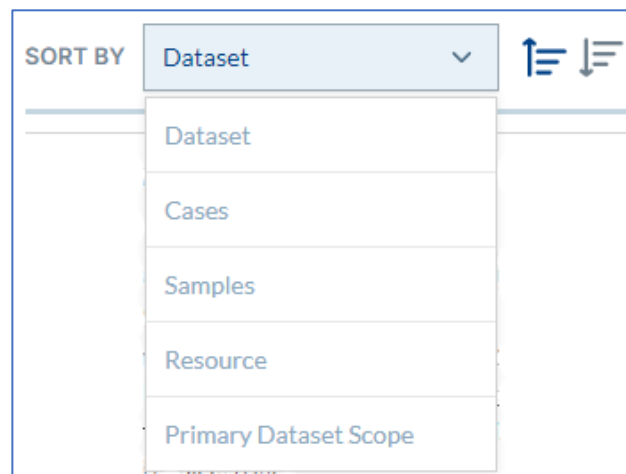 SORT BY Dataset
Dataset
Cases
Samples
Resource
Primary Dataset Scope